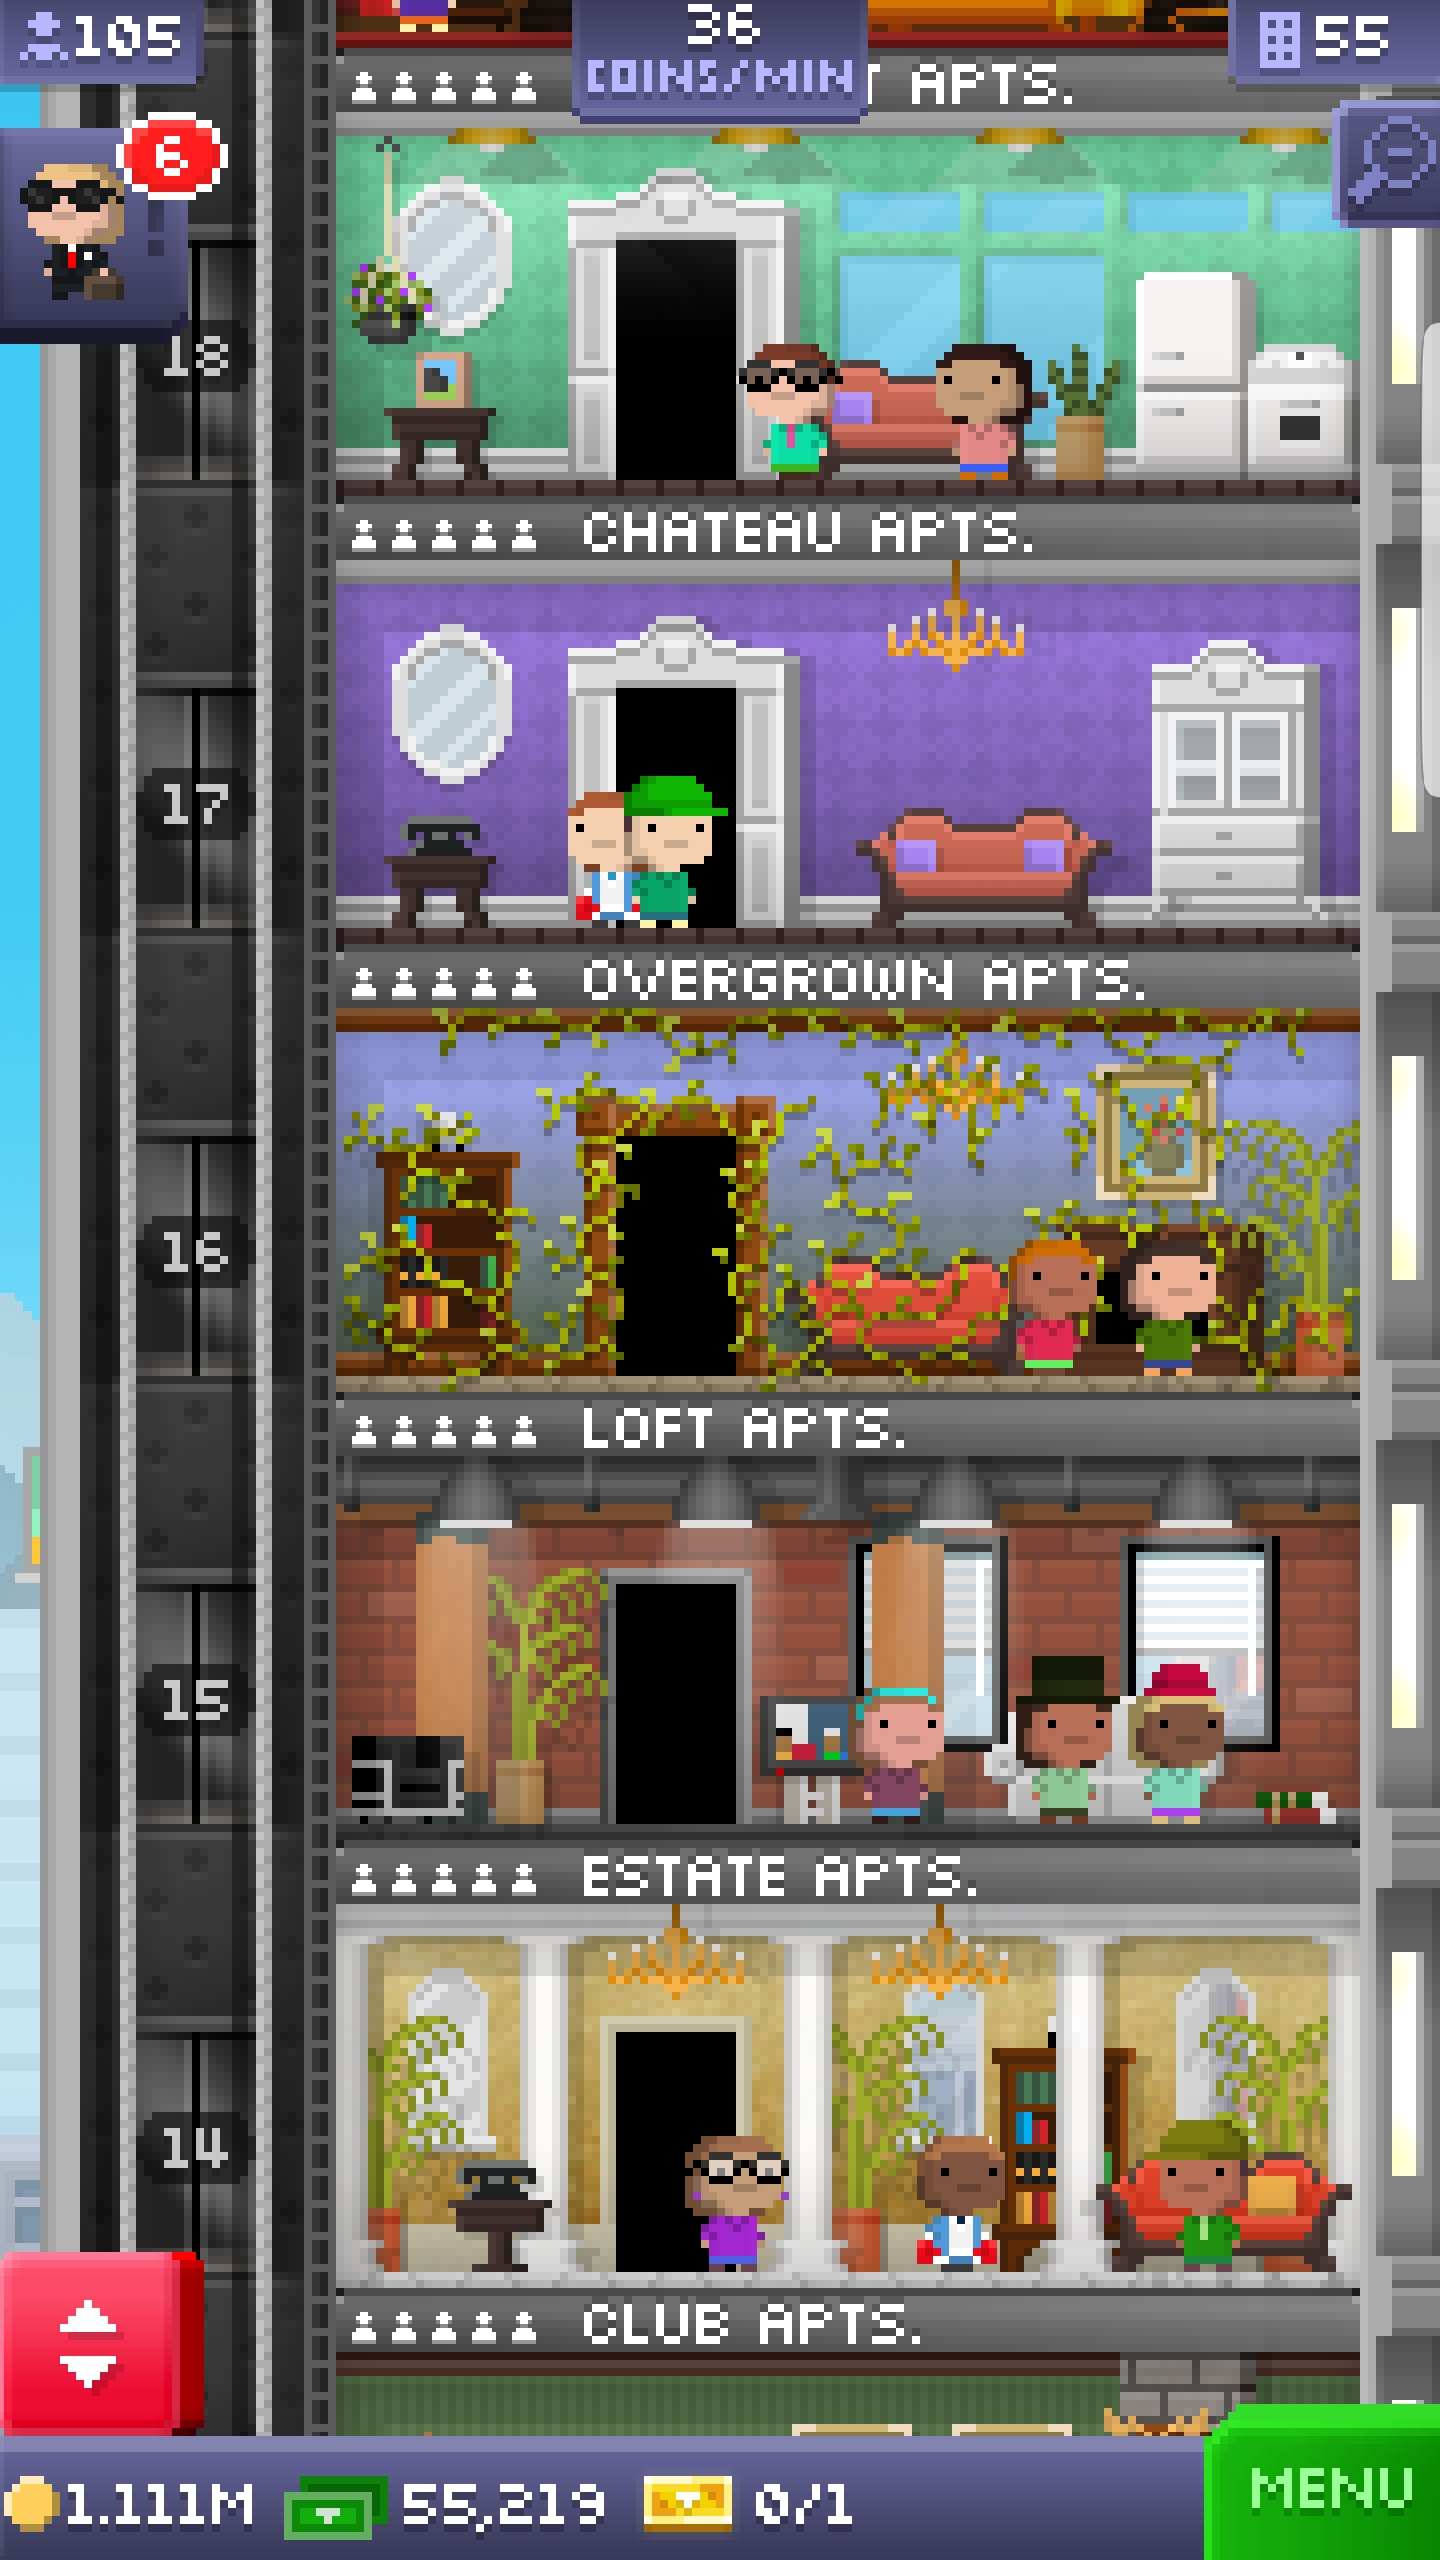 105
36
COINS/MIN
55
T APTS.
6
18
CHATEAU APTS.
17
OVERGROWN APTS.
16
LOFT APTS.
15
ESTATE APTS.
14
CLUB APTS.
1.111M 55,219 0/1
MENU